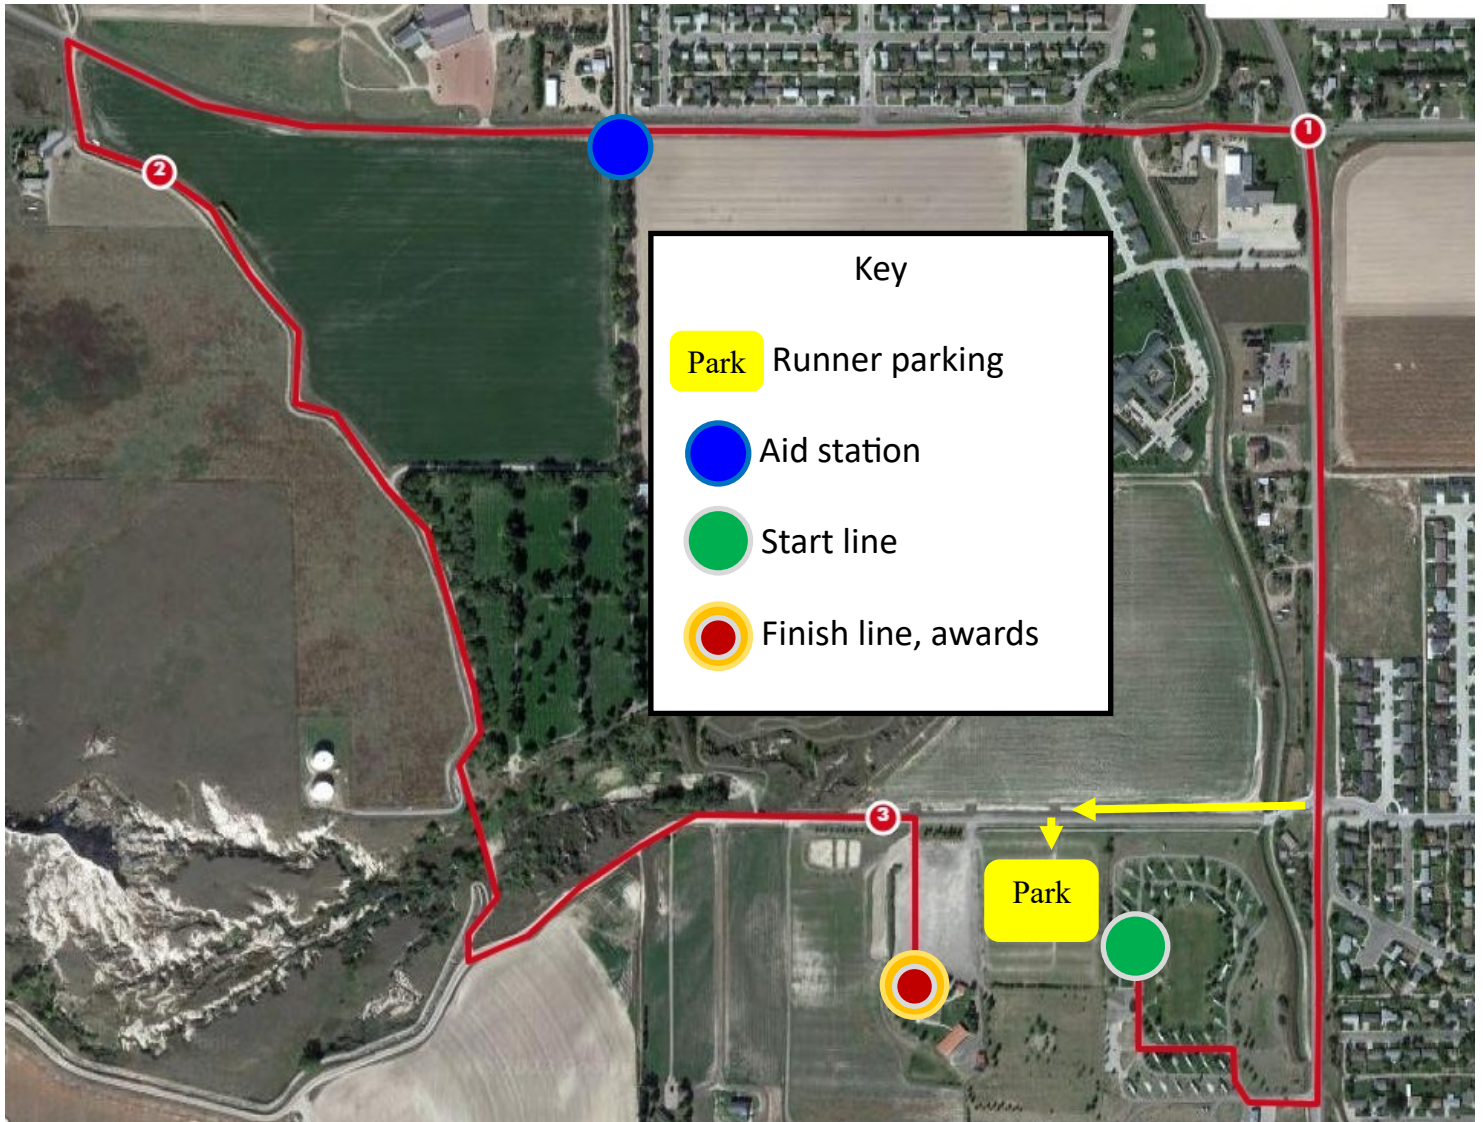 1
2
Key
Park Runner parking
Aid station
Start line
Finish line, awards
3
Park